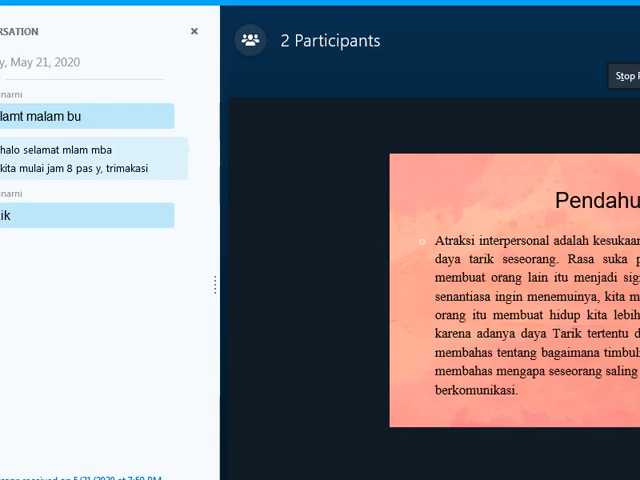 RSATION
y, May 21, 2020
narni
lamt malam bu
halo selamat mlam mba
kita mulai jam 8 pas y, trimakasi
narni
ik
2 Participants
Stop P
Pendahu
Atraksi interpersonal adalah kesukaan
daya tarik seseorang. Rasa suka p
membuat orang lain itu menjadi sig
senantiasa ingin menemuinya, kita m
orang itu membuat hidup kita lebih
karena adanya daya Tarik tertentu d
membahas tentang bagaimana timbul
membahas mengapa seseorang saling
berkomunikasi.